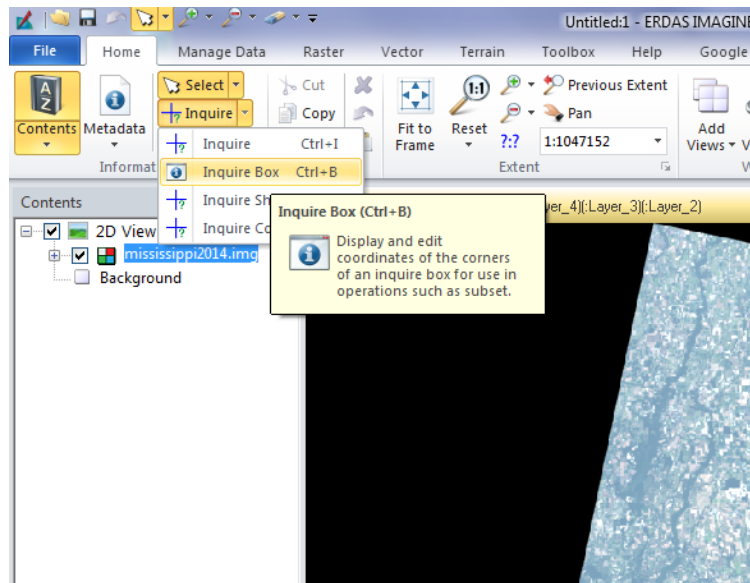 Untitled:1 - ERDAS IMAGINE
File Home Manage Data Raster Vector Terrain Toolbox Help Google
Contents
Metadata
Select
Inquire
Cut
Copy
Fit to
Frame
1:1
Reset
?:?
Previous Extent
Pan
1:1047152
Add
Views
Informat
Extent
Inquire Ctrl+I
Inquire Box Ctrl+B
Inquire Sh
Inquire Co
Inquire Box (Ctrl+B)
Display and edit
coordinates of the corners
of an inquire box for use in
operations such as subset.
Contents
2D View
mississippi2014.img
Background
yer_4)(:Layer_3)(:Layer_2)